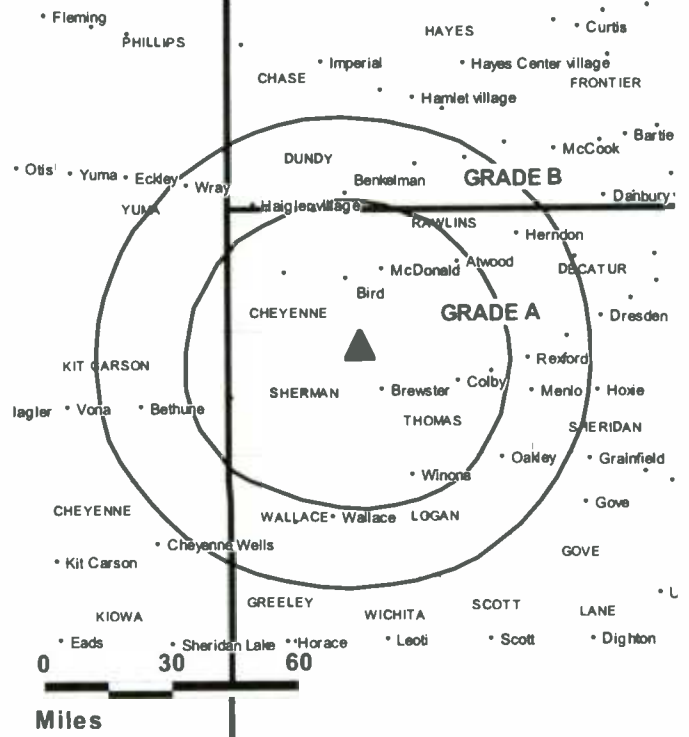 Fleming
PHILLIPS
HAYES
Curtis
Imperial
Hayes Center village
CHASE
FRONTIER
Hamlet village
Bartle
McCook
DUNDY
Otis
Yuma
Eckley
Wray
Benkelman
GRADE B
Danbury
YUMA
Haigler village
RAWLINS
Herndon
McDonald
Atwood
DECATUR
Bird
CHEYENNE
GRADE A
Dresden
KIT CARSON
Rexford
SHERMAN
Brewster
Colby
Menlo
Hoxie
lagler
Vona
Bethune
THOMAS
SHERIDAN
Oakley
Grainfield
Winona
Gove
CHEYENNE
WALLACE
Wallace
LOGAN
Cheyenne Wells
GOVE
Kit Carson
GREELEY
SCOTT
KIOWA
WICHITA
LANE
Eads
Sheridan Lake
Horace
Leoti
Scott
Dighton
0 30 60
Miles